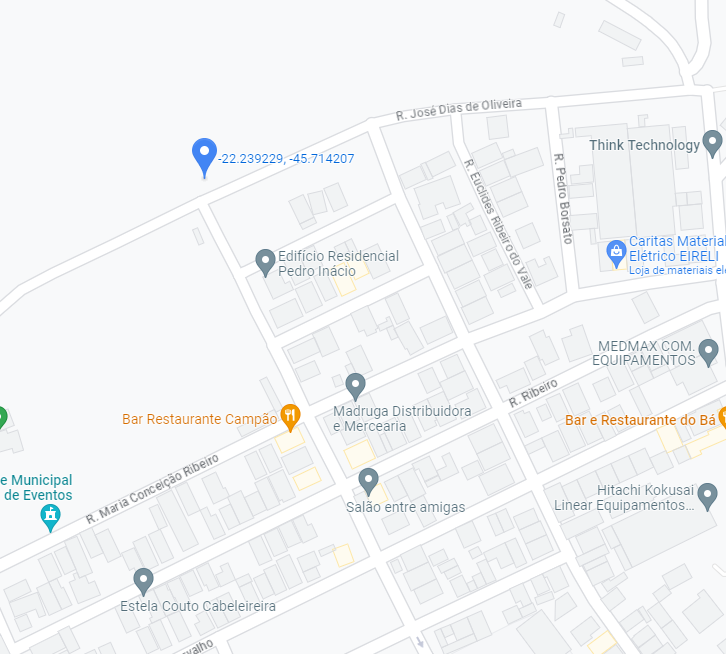 R. José Dias de Oliveira
Think Technology
-22.239229, -45.714207
R. Euclides Ribeiro do Vale
R. Pedro Borsato
Caritas Material
Elétrico EIRELI
Loja de materiais ele
Edifício Residencial
Pedro Inácio
MEDMAX COM.
EQUIPAMENTOS
R. Ribeiro
Madruga Distribuidora
e Mercearia
Bar Restaurante Campão
Bar e Restaurante do Bá
R. Maria Conceição Ribeiro
e Municipal
de Eventos
Hitachi Kokusai
Linear Equipamentos...
Salão entre amigas
Estela Couto Cabeleireira
rvalho